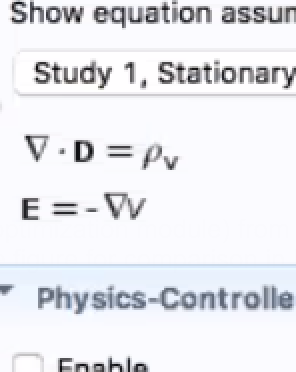 Show equation assum
Study 1, Stationary
∇ · D = ρv
E = -∇V
Physics-Controlle
Enable